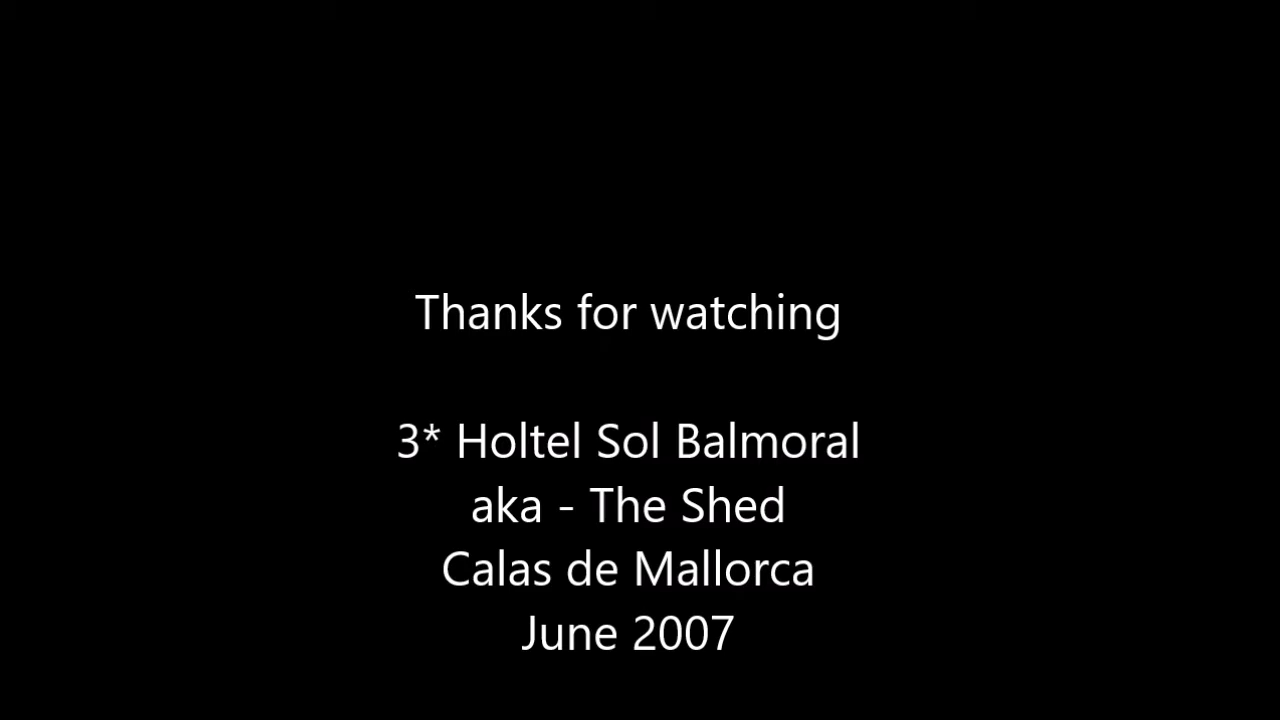 Thanks for watching
3* Holtel Sol Balmoral
aka - The Shed
Calas de Mallorca
June 2007